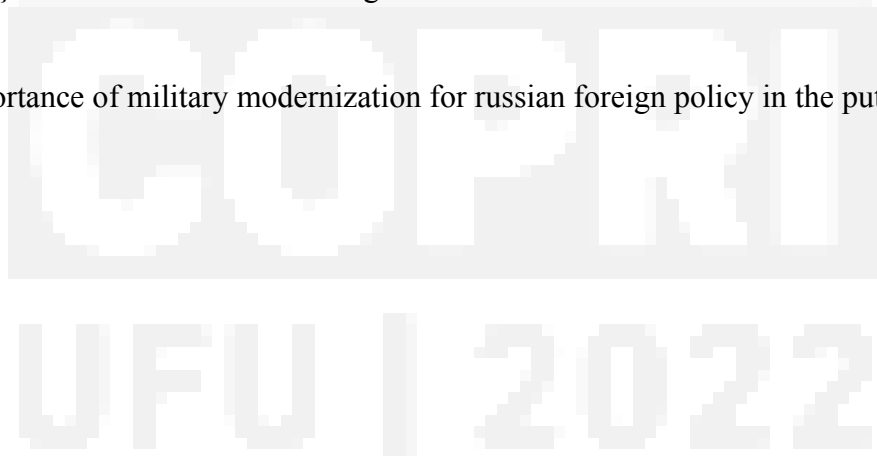 ortance of military modernization for russian foreign policy in the put
COPRI
UFU | 2022